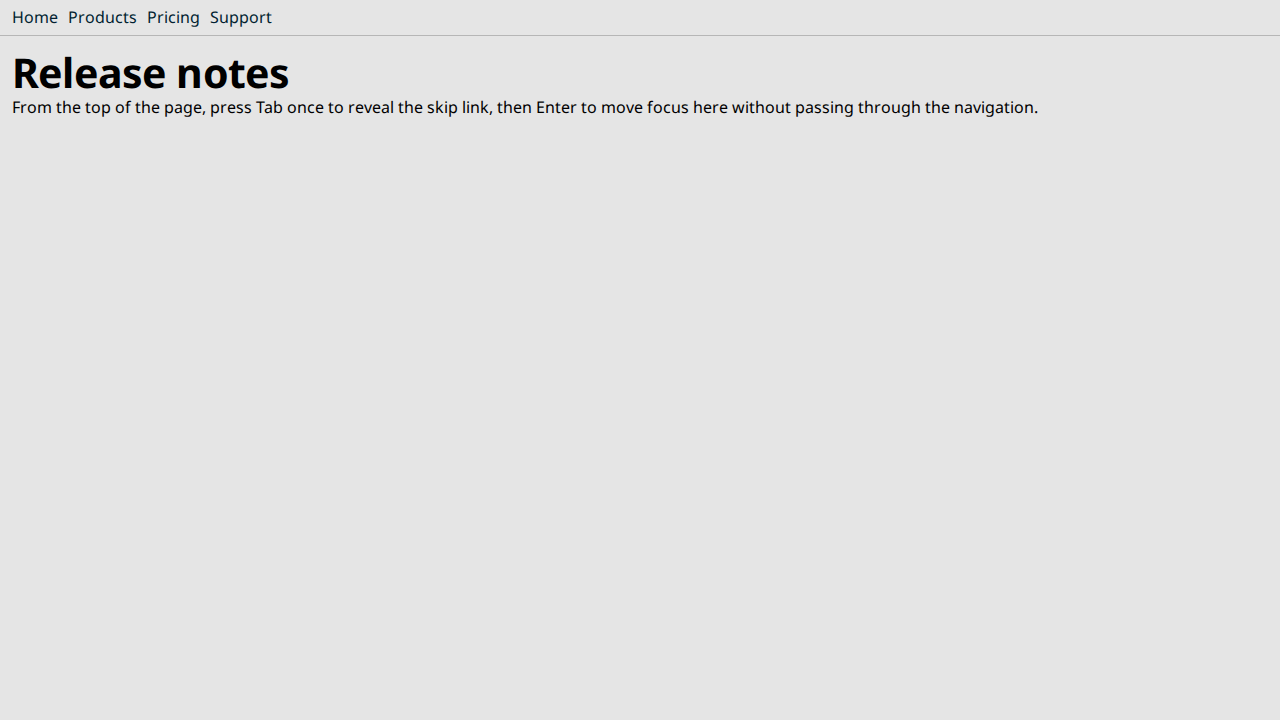 Home Products Pricing Support
Release notes
From the top of the page, press Tab once to reveal the skip link, then Enter to move focus here without passing through the navigation.